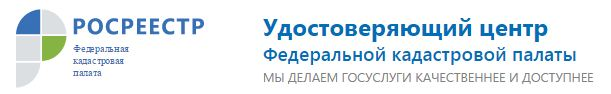 РОСРЕЕСТР
Федеральная
кадастровая
палата
Удостоверяющий центр
Федеральной кадастровой палаты
МЫ ДЕЛАЕМ ГОСУСЛУГИ КАЧЕСТВЕННЕЕ И ДОСТУПНЕЕ